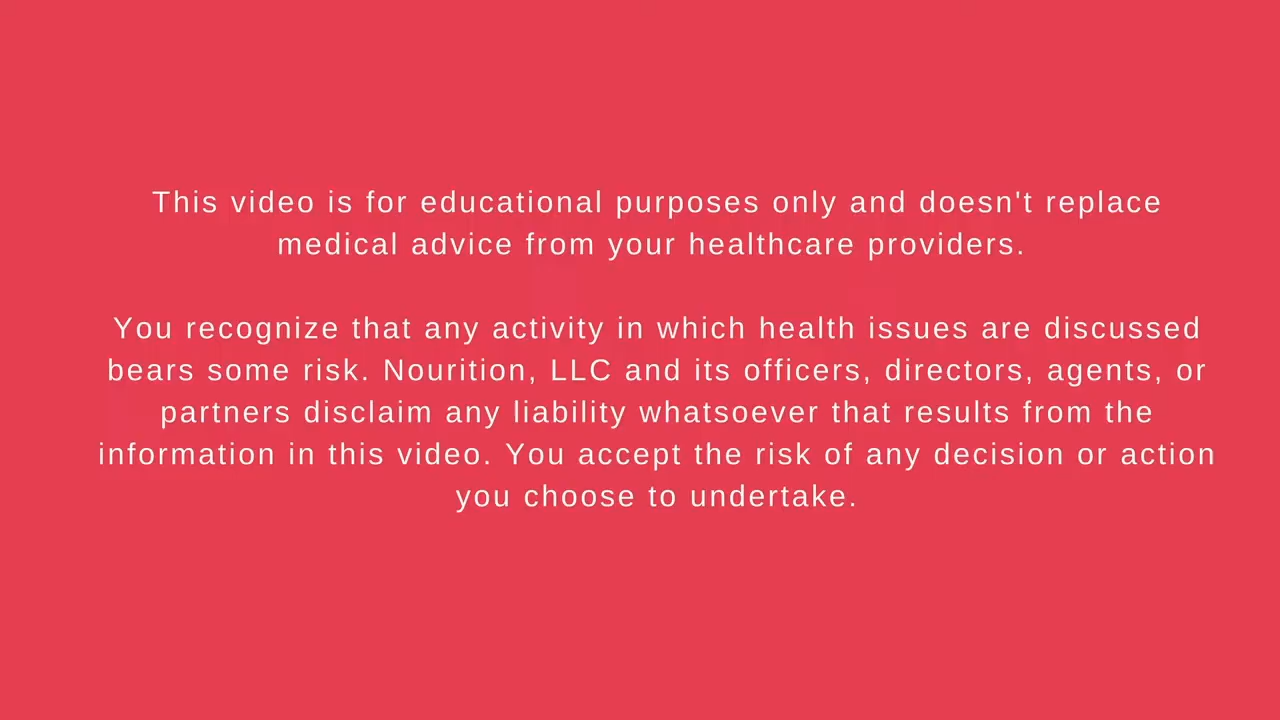 This video is for educational purposes only and doesn't replace
medical advice from your healthcare providers.
You recognize that any activity in which health issues are discussed
bears some risk. Nourition, LLC and its officers, directors, agents, or
partners disclaim any liability whatsoever that results from the
information in this video. You accept the risk of any decision or action
you choose to undertake.